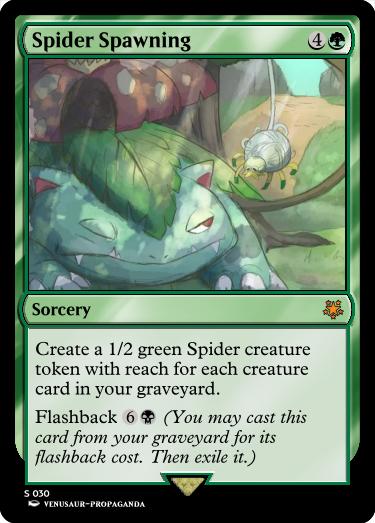 Spider Spawning 4
Sorcery
Create a 1/2 green Spider creature
token with reach for each creature
card in your graveyard.
Flashback 6 (You may cast this
card from your graveyard for its
flashback cost. Then exile it.)
S 030
VENUSAUR-PROPAGANDA